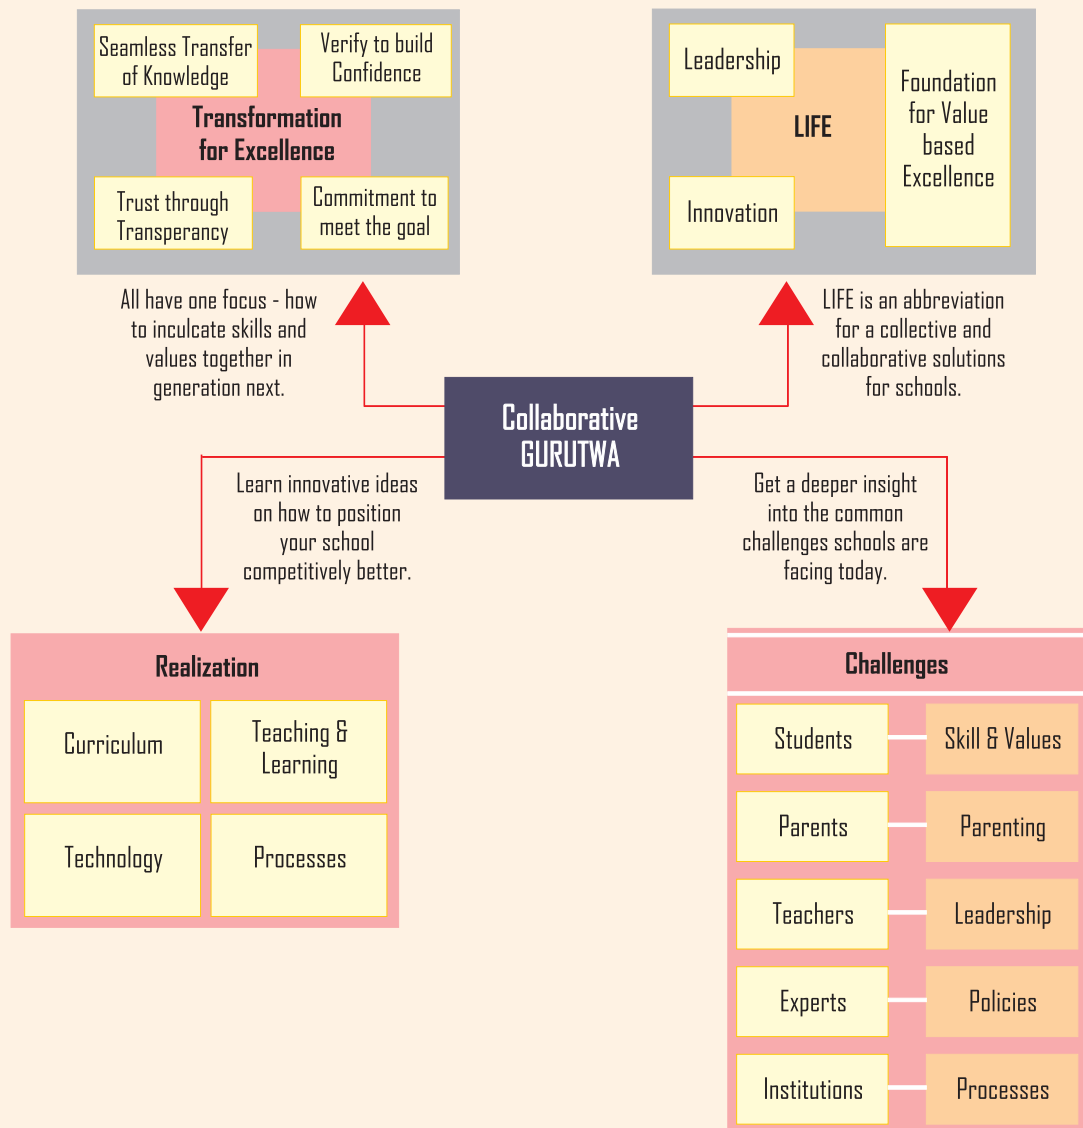 Seamless Transfer
of Knowledge
Verify to build
Confidence
Transformation
for Excellence
Trust through
Transperancy
Commitment to
meet the goal
Leadership
LIFE
Innovation
Foundation
for Value
based
Excellence
All have one focus - how
to inculcate skills and
values together in
generation next.
LIFE is an abbreviation
for a collective and
collaborative solutions
for schools.
Collaborative
GURUTWA
Learn innovative ideas
on how to position
your school
competitively better.
Get a deeper insight
into the common
challenges schools are
facing today.
Realization
Curriculum
Teaching &
Learning
Technology
Processes
Challenges
Students
Skill & Values
Parents
Parenting
Teachers
Leadership
Experts
Policies
Institutions
Processes